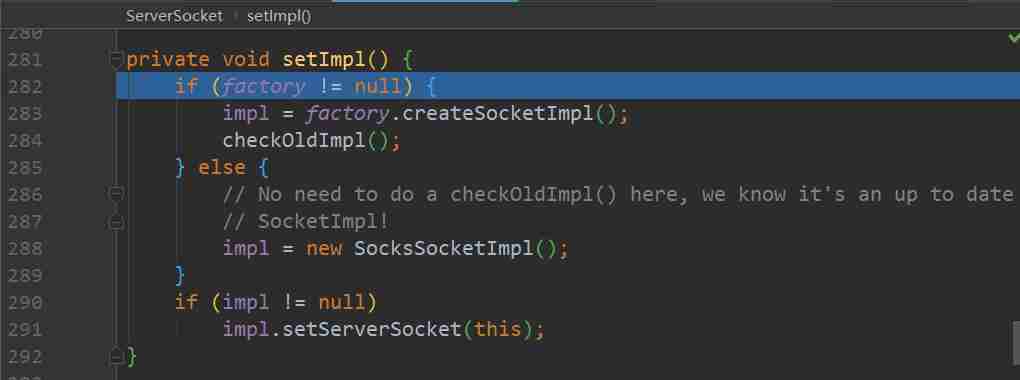 ServerSocket › setImpl()
280
281 private void setImpl() {
282 if (factory != null) {
283 impl = factory.createSocketImpl();
284 checkOldImpl();
285 } else {
286 // No need to do a checkOldImpl() here, we know it's an up to date
287 // SocketImpl!
288 impl = new SocksSocketImpl();
289 }
290 if (impl != null)
291 impl.setServerSocket(this);
292 }